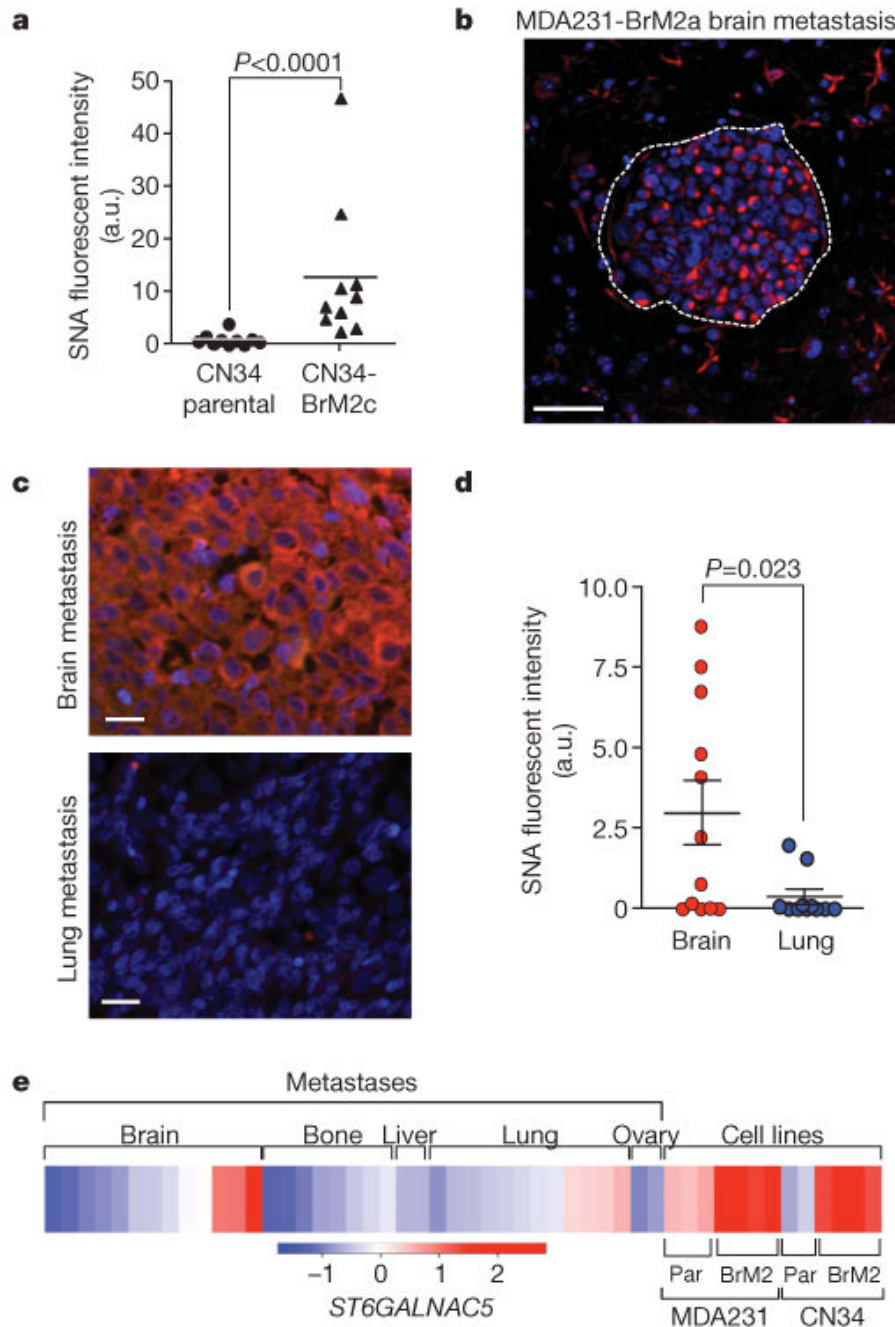 a
P<0.0001
50
40
30
20
10
0
SNA fluorescent intensity
(a.u.)
CN34
parental
CN34-
BrM2c
b MDA231-BrM2a brain metastasis
c
Brain metastasis
Lung metastasis
d
P=0.023
10.0
7.5
5.0
2.5
0
SNA fluorescent intensity
(a.u.)
Brain Lung
e
Metastases
Brain Bone Liver Lung Ovary Cell lines
−1 0 1 2
ST6GALNAC5
Par BrM2 Par BrM2
MDA231 CN34